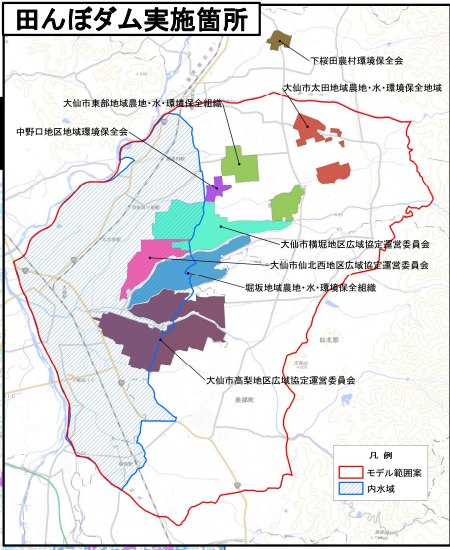 田んぼダム実施箇所
下桜田農村環境保全会
大仙市太田地域農地・水・環境保全地域
大仙市東部地域農地・水・環境保全組織
中野口地区地域環境保全会
大仙市横堀地区広域協定運営委員会
大仙市仙北西地区広域協定運営委員会
堀坂地域農地・水・環境保全組織
仙北郡
大仙市高梨地区広域協定運営委員会
美郷町
凡 例
モデル範囲案
内水域